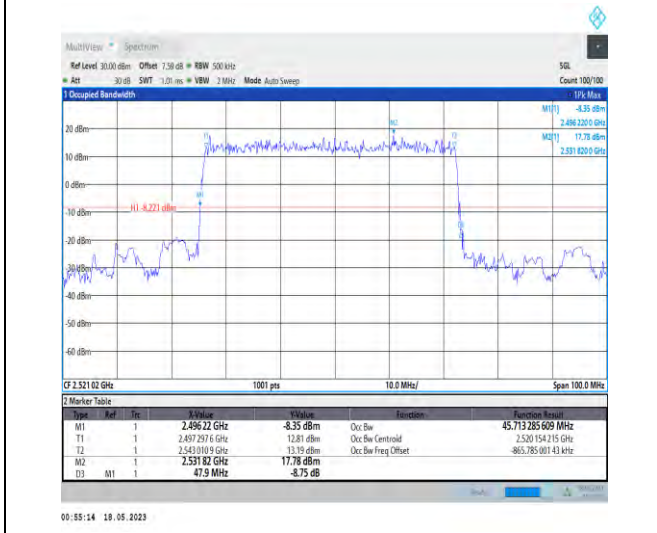 MultiView Spectrum
Ref Level 30.00 dBm Offset 7.59 dB RBW 500 kHz SGL
Att 30 dB SWT 1.01 ms VBW 2 MHz Mode Auto Sweep Count 100/100
1 Occupied Bandwidth 1Pk Max
M1[1] -8.35 dBm
2.496 220 0 GHz
M2[1] 17.78 dBm
2.531 820 0 GHz
20 dBm
10 dBm
0 dBm
H1 -8.221 dBm
-10 dBm
-20 dBm
-30 dBm
-40 dBm
-50 dBm
-60 dBm
M2
T1
T2
M1
D3
CF 2.521 02 GHz 1001 pts 10.0 MHz/ Span 100.0 MHz
2 Marker Table
Type Ref Trc X-Value Y-Value Function Function Result
M1 1 2.496 22 GHz -8.35 dBm Occ Bw 45.713 285 609 MHz
T1 1 2.497 297 6 GHz 12.81 dBm Occ Bw Centroid 2.520 154 215 GHz
T2 1 2.543 010 9 GHz 13.19 dBm Occ Bw Freq Offset -865.785 001 43 kHz
M2 1 2.531 82 GHz 17.78 dBm
D3 M1 1 47.9 MHz -8.75 dB
00:55:14 18.05.2023